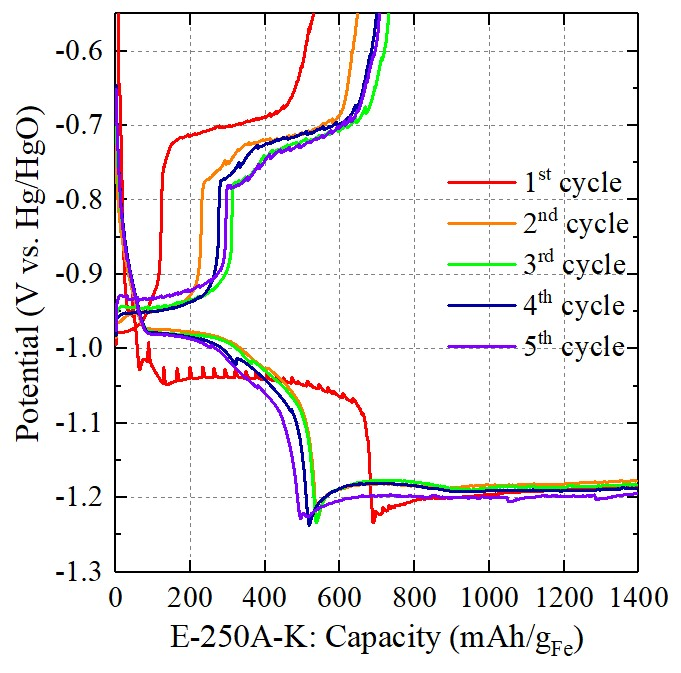 Potential (V vs. Hg/HgO)
-0.6
-0.7
-0.8
-0.9
-1.0
-1.1
-1.2
-1.3
1st cycle
2nd cycle
3rd cycle
4th cycle
5th cycle
0 200 400 600 800 1000 1200 1400
E-250A-K: Capacity (mAh/gFe)